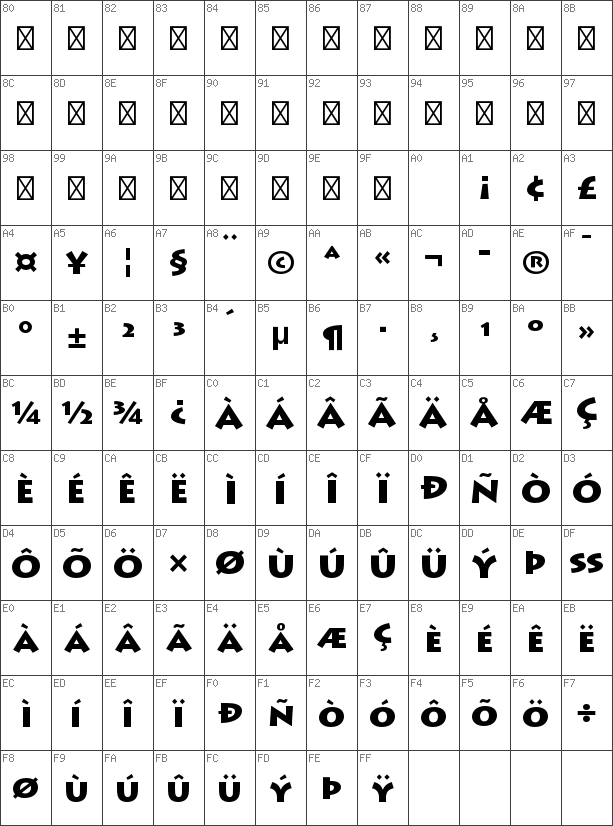 80 81 82 83 84 85 86 87 88 89 8A 8B
8C 8D 8E 8F 90 91 92 93 94 95 96 97
98 99 9A 9B 9C 9D 9E 9F A0 A1 A2 A3
¡ ¢ £
A4 A5 A6 A7 A8 A9 AA AB AC AD AE AF
¤ ¥ ¦ § ¨ © ª « ¬ - ® ¯
B0 B1 B2 B3 B4 B5 B6 B7 B8 B9 BA BB
° ± ² ³ ´ µ ¶ · ¸ ¹ º »
BC BD BE BF C0 C1 C2 C3 C4 C5 C6 C7
¼ ½ ¾ ¿ À Á Â Ã Ä Å Æ Ç
C8 C9 CA CB CC CD CE CF D0 D1 D2 D3
È É Ê Ë Ì Í Î Ï Ð Ñ Ò Ó
D4 D5 D6 D7 D8 D9 DA DB DC DD DE DF
Ô Õ Ö × Ø Ù Ú Û Ü Ý Þ SS
E0 E1 E2 E3 E4 E5 E6 E7 E8 E9 EA EB
À Á Â Ã Ä Å Æ Ç È É Ê Ë
EC ED EE EF F0 F1 F2 F3 F4 F5 F6 F7
Ì Í Î Ï Ð Ñ Ò Ó Ô Õ Ö ÷
F8 F9 FA FB FC FD FE FF
Ø Ù Ú Û Ü Ý Þ Ÿ